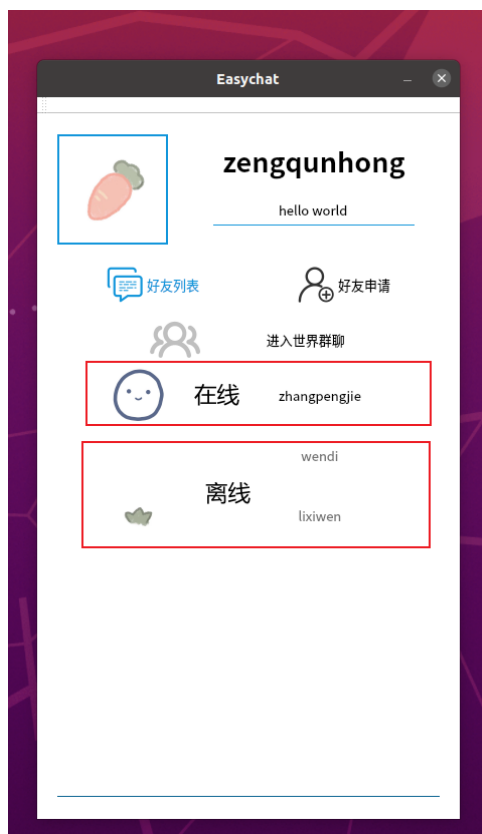 Easychat
zengqunhong
hello world
好友列表
好友申请
进入世界群聊
在线
zhangpengjie
wendi
离线
lixiwen